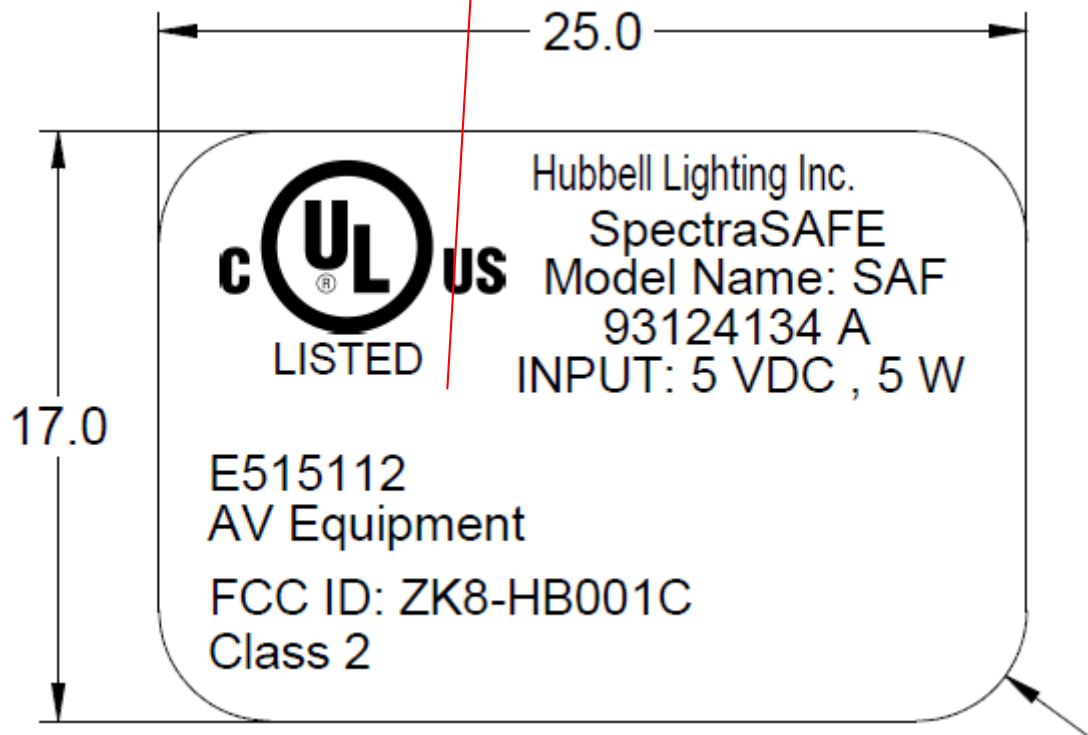 25.0
17.0
C UL US
®
LISTED
Hubbell Lighting Inc.
SpectraSAFE
Model Name: SAF
93124134 A
INPUT: 5 VDC , 5 W
E515112
AV Equipment
FCC ID: ZK8-HB001C
Class 2